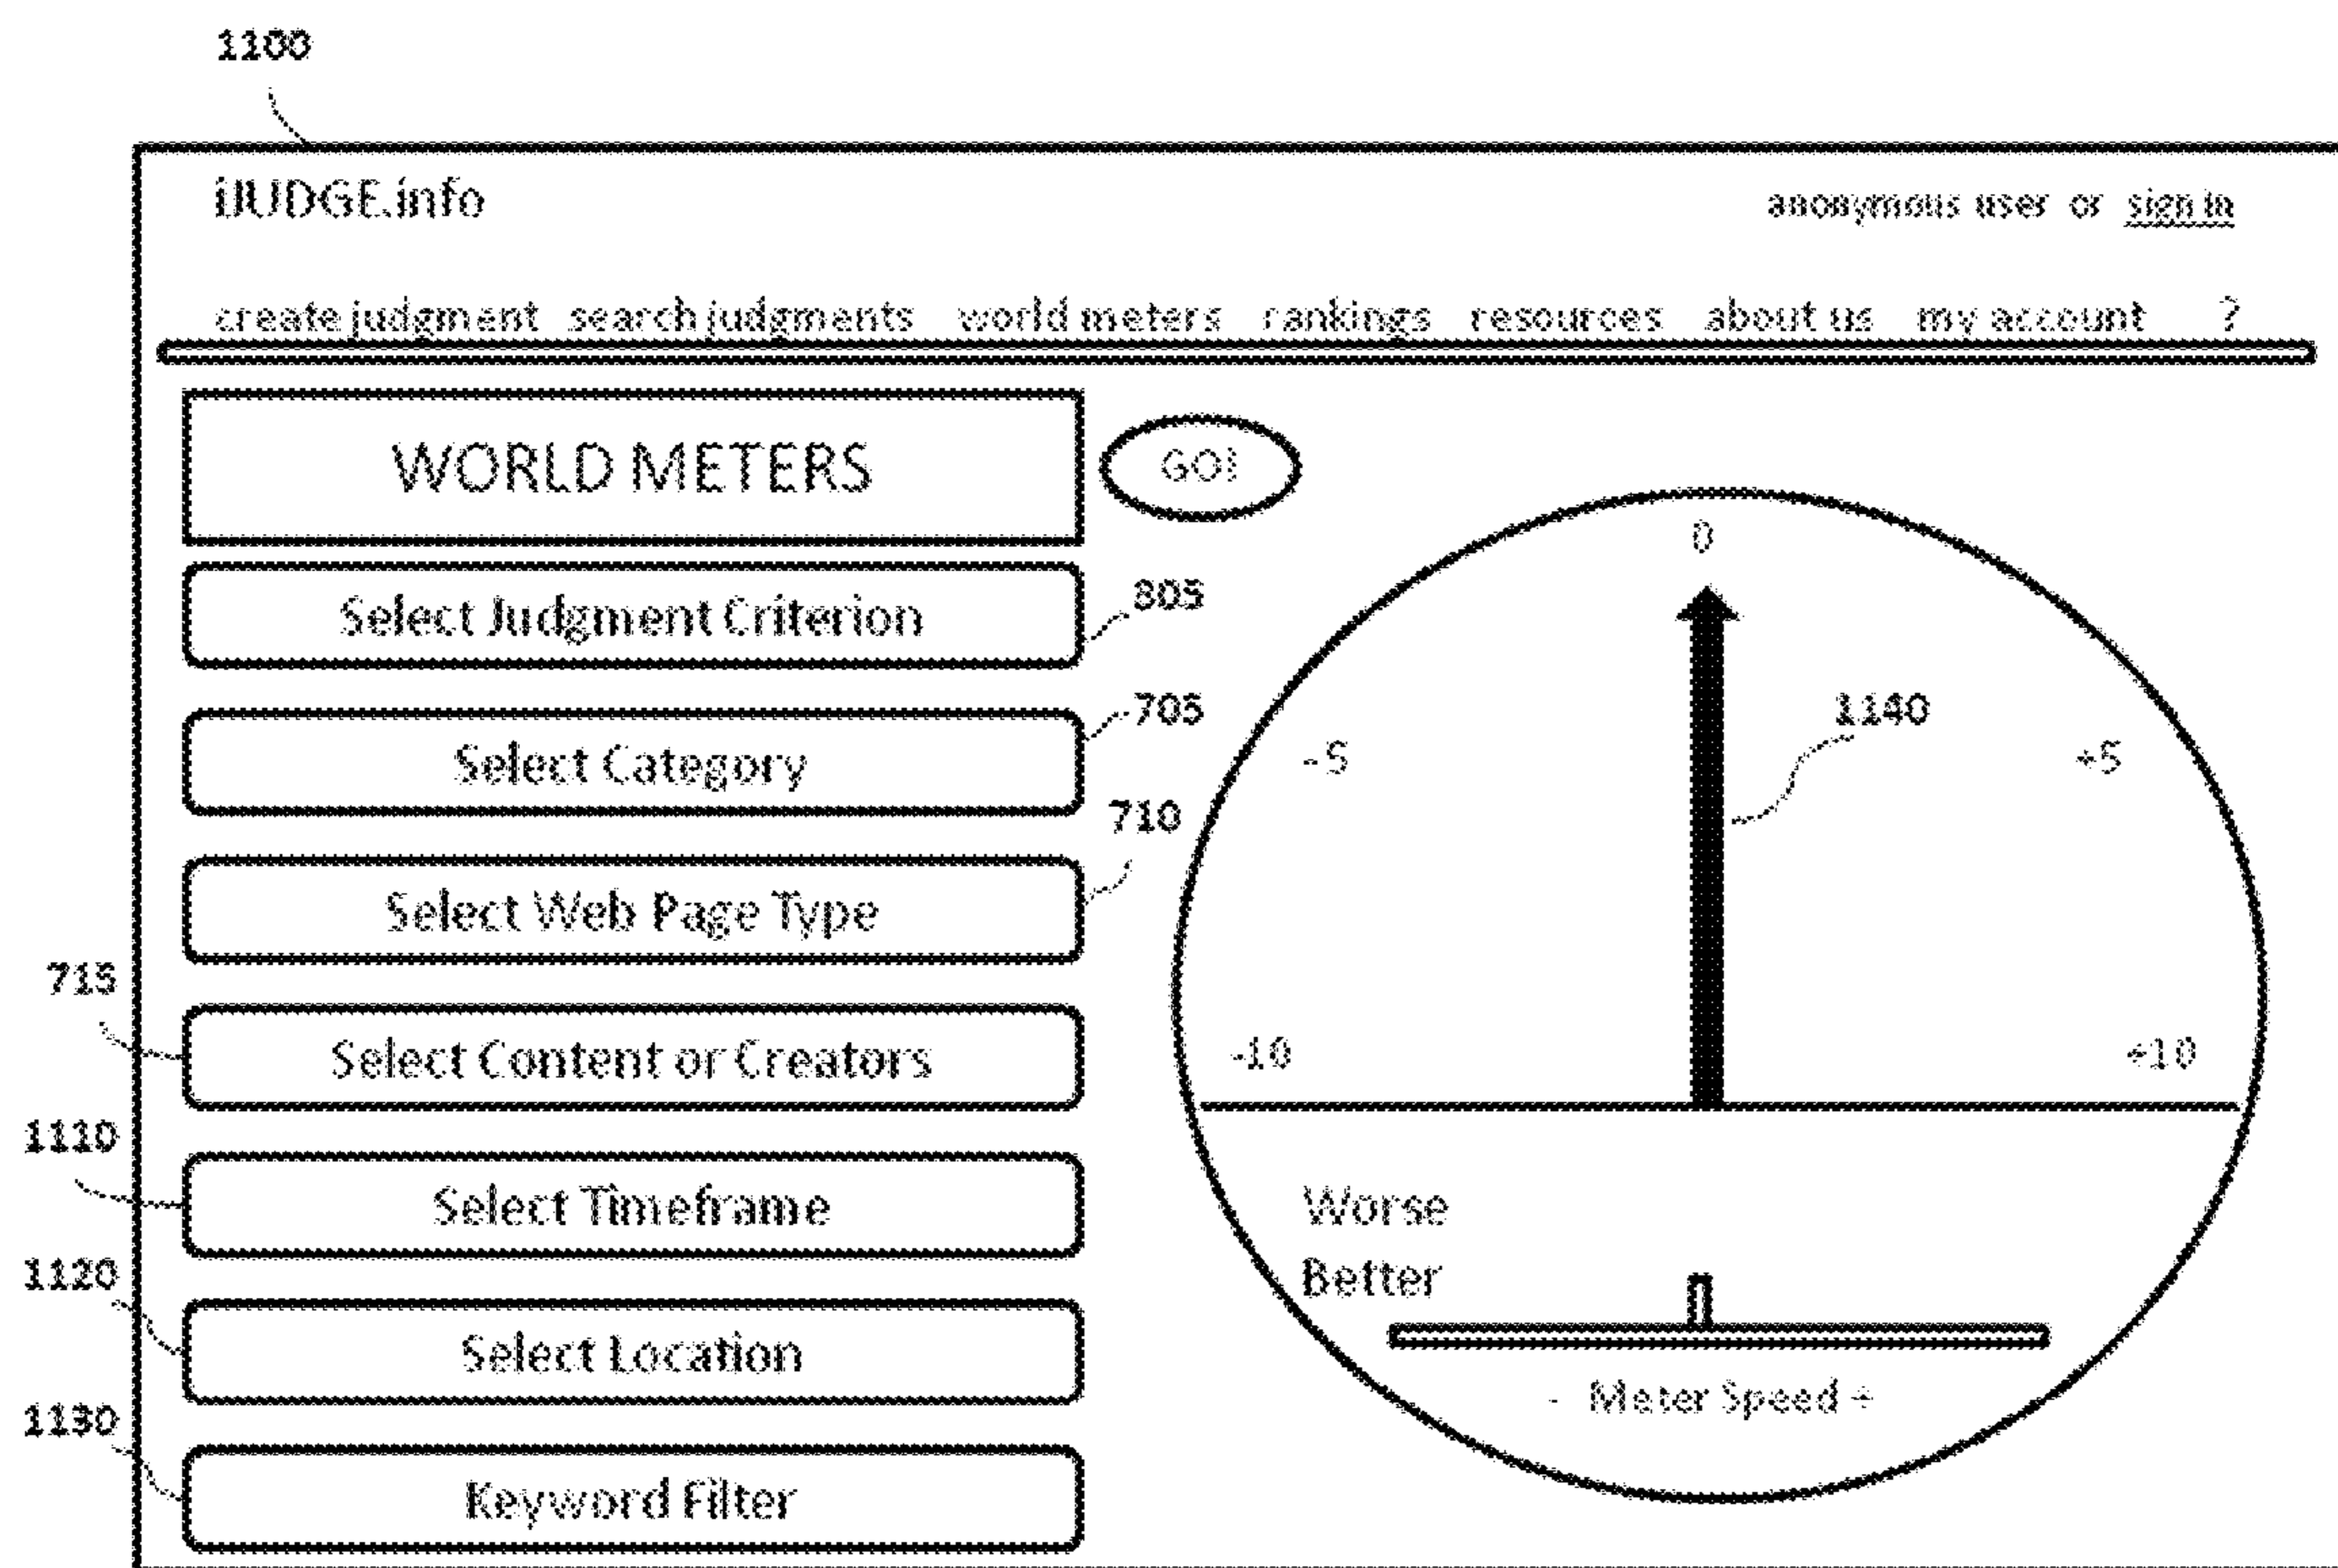 1100
iJUDGE.info
anonymous user or sign in
create judgment search judgments world meters rankings resources about us my account ?
WORLD METERS
GO!
0
Select Judgment Criterion
805
Select Category
705
1140
-5
+5
Select Web Page Type
710
715
Select Content or Creators
-10
+10
1110
Select Timeframe
Worse
Better
1120
Select Location
- Meter Speed +
1130
Keyword Filter